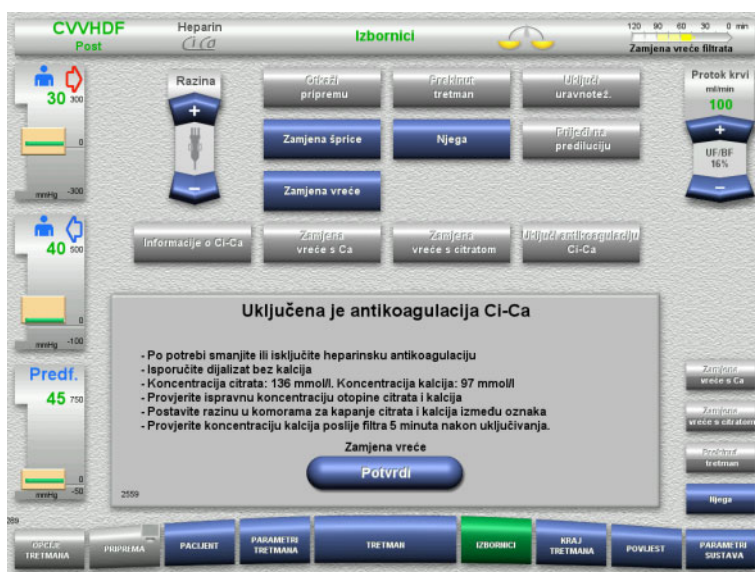 CVVHDF
Post
Heparin
Ci Ca
Izbornici
120 90 60 30 0 min
Zamjena vreće filtrata
30
300
0
mmHg -300
Razina
+
−
Otkaži
pripremu
Prekinut
tretman
Uključi
uravnotež.
Zamjena šprice
Njega
Prijeđi na
prediluciju
Zamjena vreće
Protok krvi
ml/min
100
+
UF/BF
16%
−
40
500
0
mmHg -100
Informacije o Ci-Ca
Zamjena
vreće s Ca
Zamjena
vreće s citratom
Uključi antikoagulaciju
Ci-Ca
Uključena je antikoagulacija Ci-Ca
- Po potrebi smanjite ili isključite heparinsku antikoagulaciju
- Isporučite dijalizat bez kalcija
- Koncentracija citrata: 136 mmol/l. Koncentracija kalcija: 97 mmol/l
- Provjerite ispravnu koncentraciju otopine citrata i kalcija
- Postavite razinu u komorama za kapanje citrata i kalcija između oznaka
- Provjerite koncentraciju kalcija poslije filtra 5 minuta nakon uključivanja.
Zamjena vreće
Potvrdi
2559
Predf.
45
750
0
mmHg -50
Zamjena
vreće s Ca
Zamjena
vreće s citratom
Prekinut
tretman
Njega
089
OPCIJE
TRETMANA
PRIPREMA
PACIJENT
PARAMETRI
TRETMANA
TRETMAN
IZBORNICI
KRAJ
TRETMANA
POVIJEST
PARAMETRI
SUSTAVA